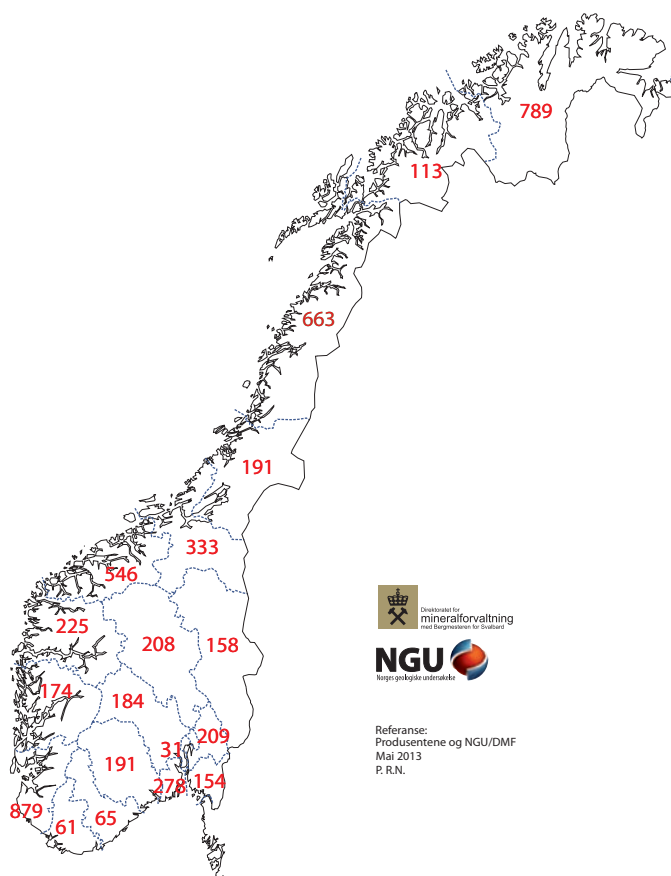 789
113
663
191
333
546
225
208
158
174
184
209
31
191
278
154
879
65
61
Direktoratet for
mineralforvaltning
med Bergmesteren for Svalbard
NGU
Norges geologiske undersøkelse
Referanse:
Produsentene og NGU/DMF
Mai 2013
P. R.N.